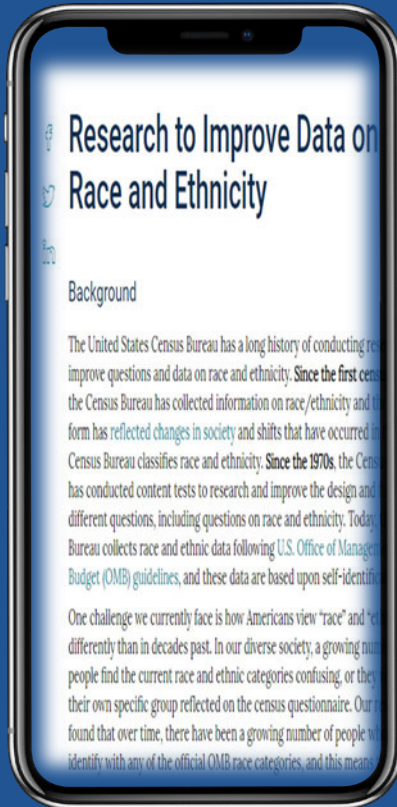 Research to Improve Data on
Race and Ethnicity
Background
The United States Census Bureau has a long history of conducting
improve questions and data on race and ethnicity. Since the first
the Census Bureau has collected information on race/ethnicity and
form has reflected changes in society and shifts that have occurred
Census Bureau classifies race and ethnicity. Since the 1970s, the
has conducted content tests to research and improve the design and
different questions, including questions on race and ethnicity. Today,
Bureau collects race and ethnic data following U.S. Office of
Budget (OMB) guidelines, and these data are based upon
One challenge we currently face is how Americans view "race" and
differently than in decades past. In our diverse society, a growing
people find the current race and ethnic categories confusing, or they
their own specific group reflected on the census questionnaire. Our
found that over time, there have been a growing number of people
identify with any of the official OMB race categories, and this means